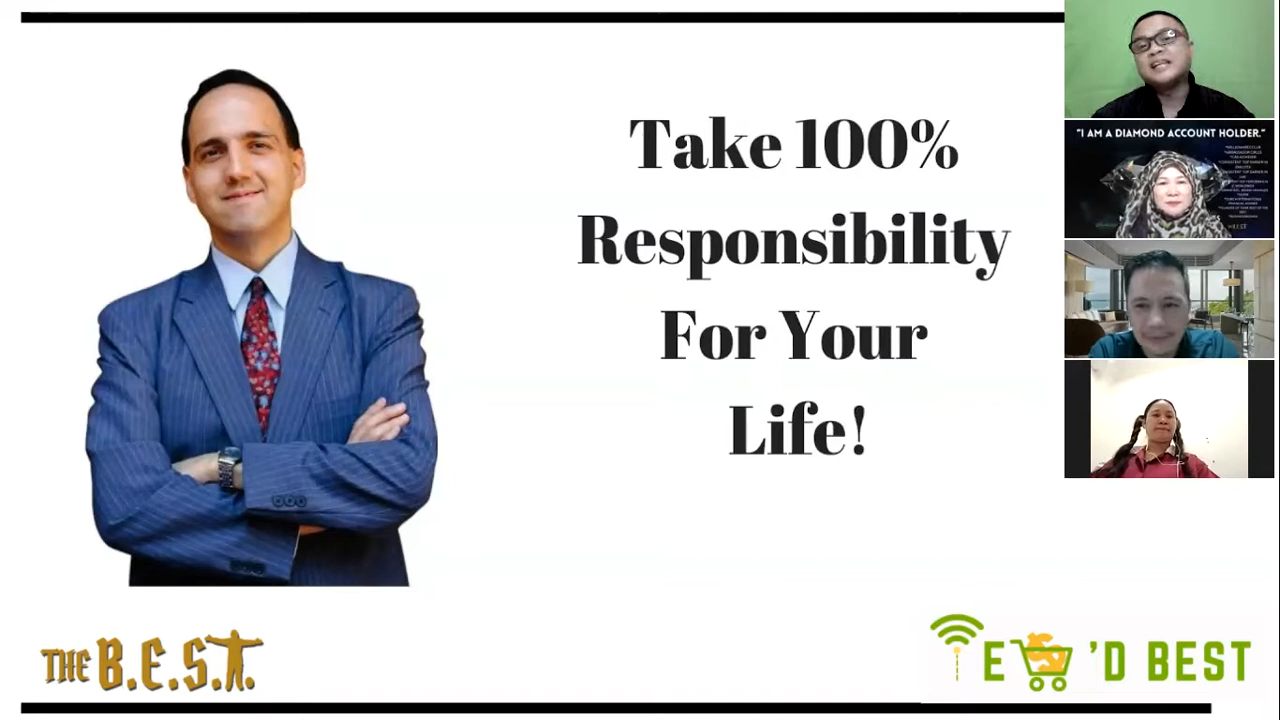 Take 100%
Responsibility
For Your
Life!
"I AM A DIAMOND ACCOUNT HOLDER."
THE B.E.S.T.
E 'D BEST